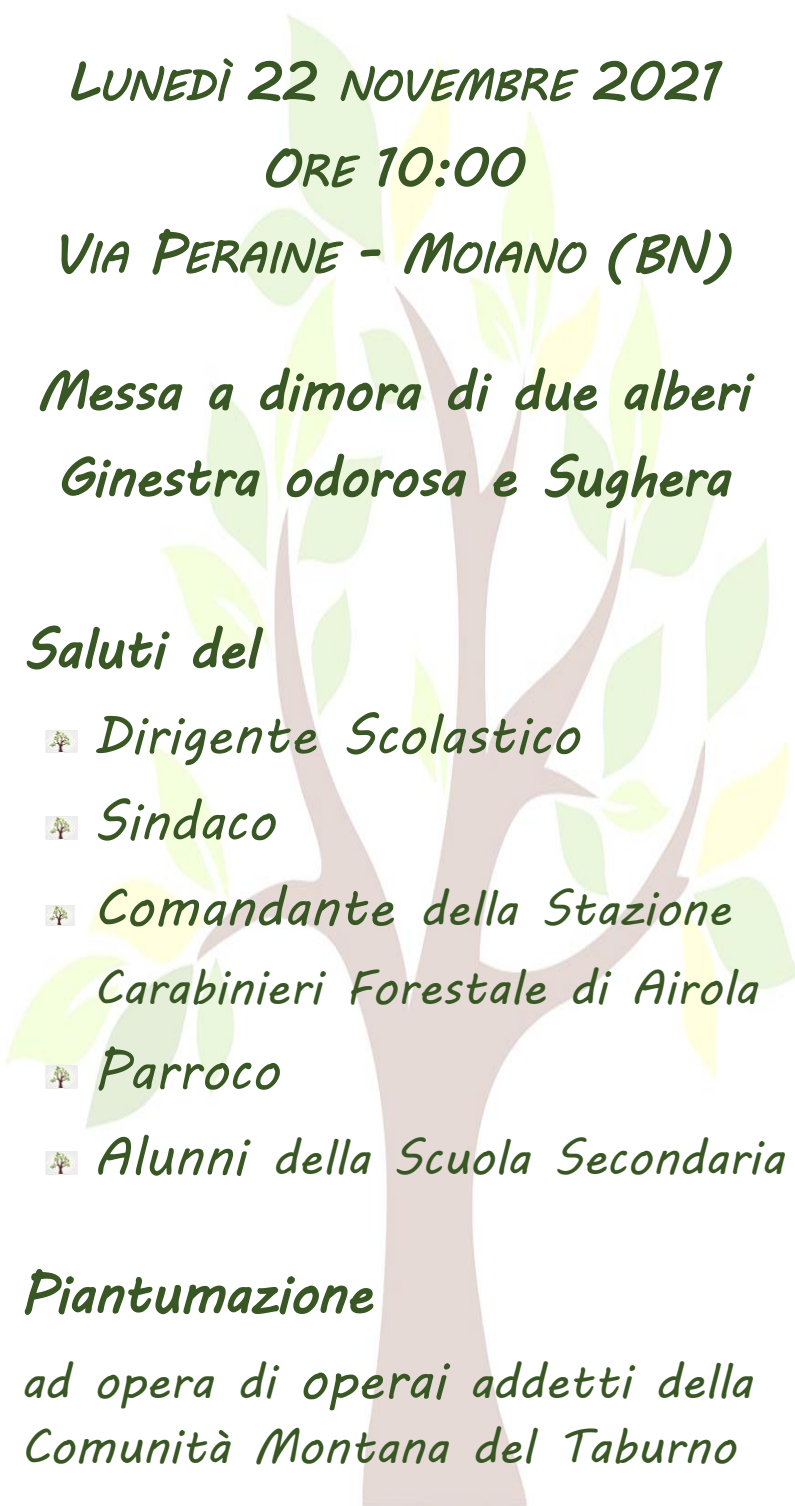 Lunedì 22 novembre 2021
Ore 10:00
Via Peraine - Moiano (BN)
Messa a dimora di due alberi
Ginestra odorosa e Sughera
Saluti del
Dirigente Scolastico
Sindaco
Comandante della Stazione
Carabinieri Forestale di Airola
Parroco
Alunni della Scuola Secondaria
Piantumazione
ad opera di operai addetti della
Comunità Montana del Taburno